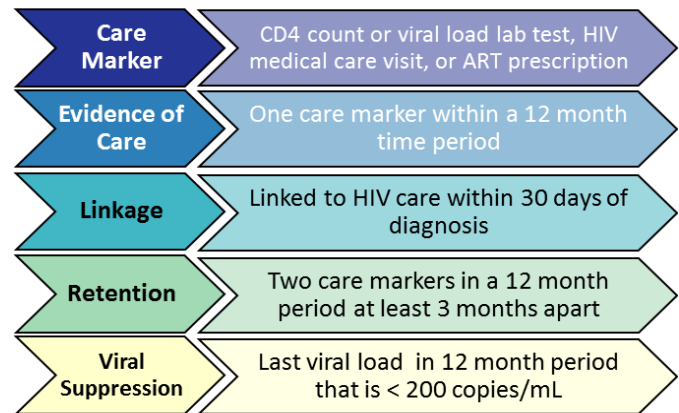 Care
Marker
CD4 count or viral load lab test, HIV
medical care visit, or ART prescription
Evidence of
Care
One care marker within a 12 month
time period
Linkage
Linked to HIV care within 30 days of
diagnosis
Retention
Two care markers in a 12 month
period at least 3 months apart
Viral
Suppression
Last viral load in 12 month period
that is < 200 copies/mL